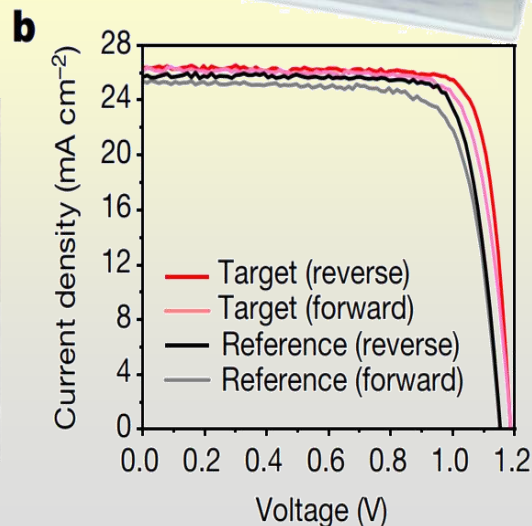 b
Current density (mA cm⁻²)
28
24
20
16
12
8
4
0
Target (reverse)
Target (forward)
Reference (reverse)
Reference (forward)
0.0 0.2 0.4 0.6 0.8 1.0 1.2
Voltage (V)